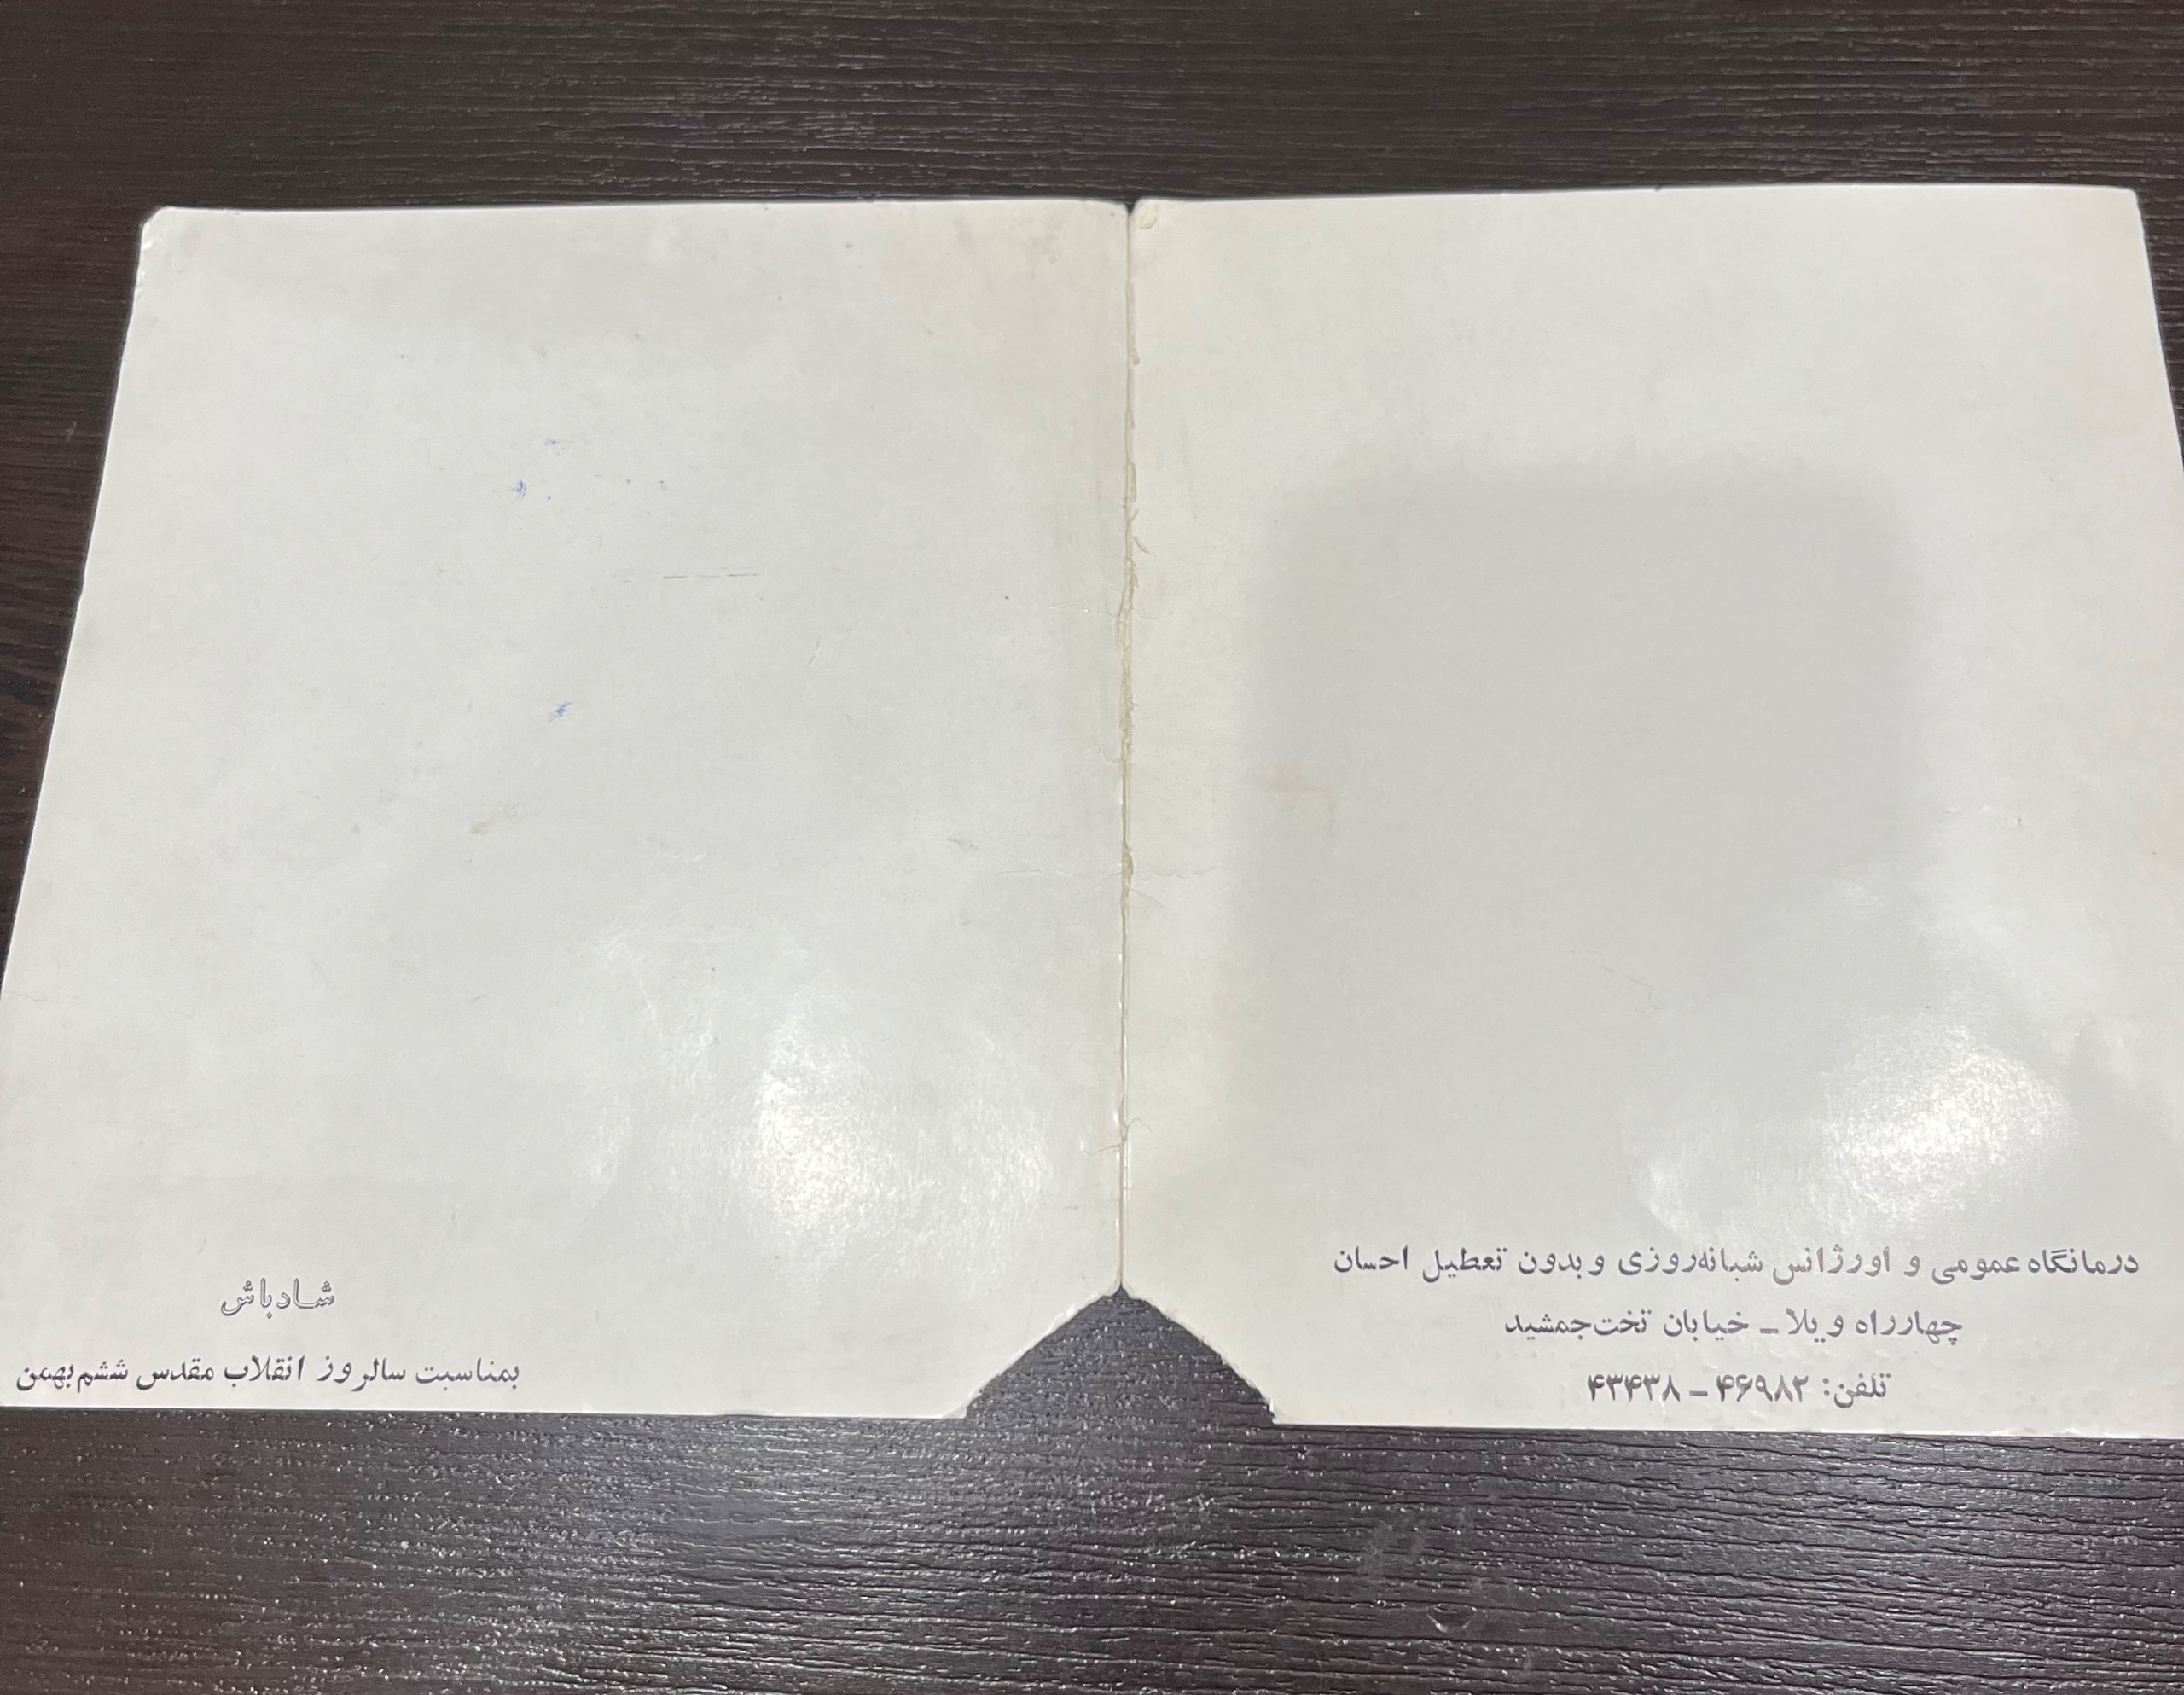 درمانگاه عمومی و اورژانس شبانه‌روزی و بدون تعطیل احسان
چهارراه ویلا ـ خیابان تخت‌جمشید
تلفن: ۴۶۹۸۲ ـ ۴۳۴۳۸
شادباش
بمناسبت سالروز انقلاب مقدس ششم بهمن